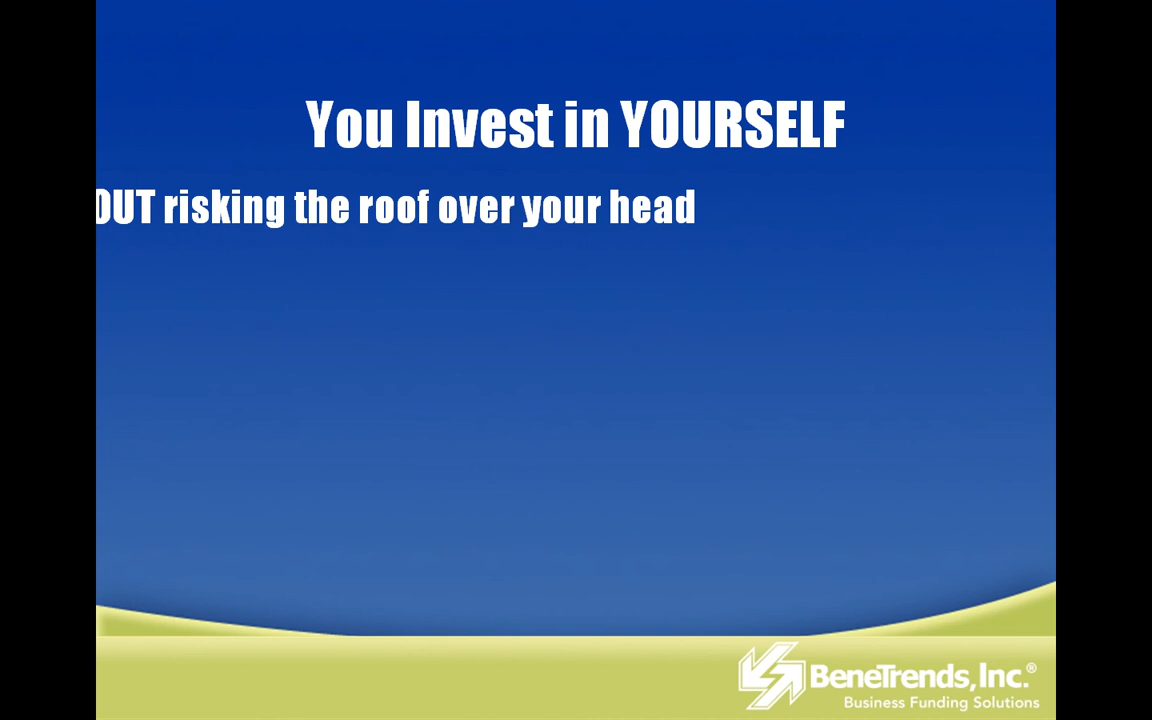 You Invest in YOURSELF
OUT risking the roof over your head
BeneTrends, Inc.®
Business Funding Solutions